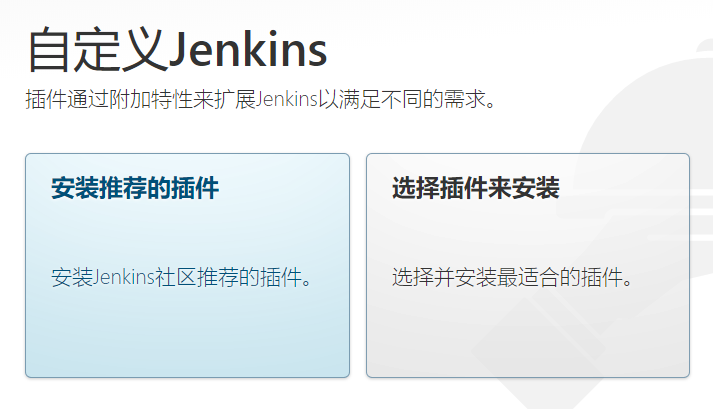 自定义Jenkins
插件通过附加特性来扩展Jenkins以满足不同的需求。
安装推荐的插件
安装Jenkins社区推荐的插件。
选择插件来安装
选择并安装最适合的插件。